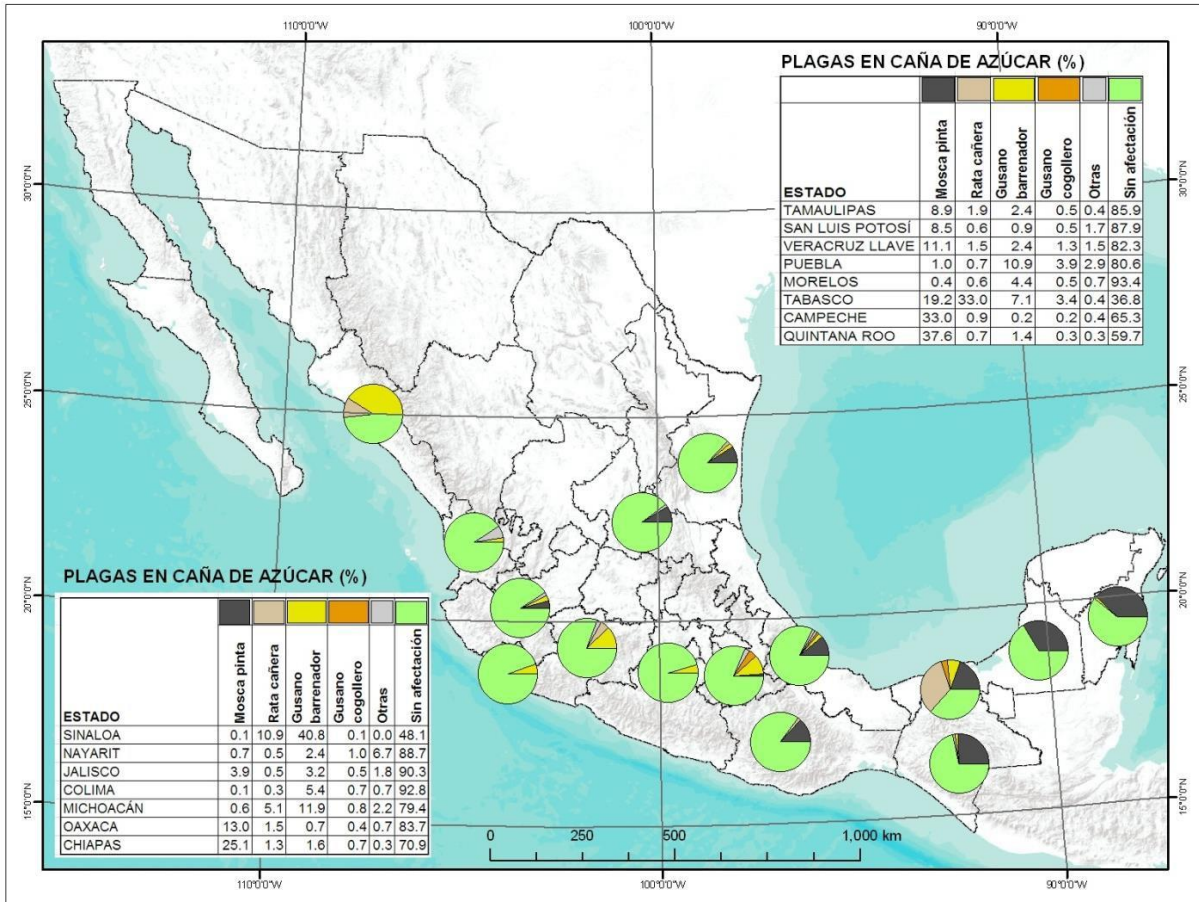 110°0'0"W 100°0'0"W 90°0'0"W
PLAGAS EN CAÑA DE AZÚCAR (%)
ESTADO Mosca pinta Rata cañera Gusano barrenador Gusano cogollero Otras Sin afectación
TAMAULIPAS 8.9 1.9 2.4 0.5 0.4 85.9
SAN LUIS POTOSÍ 8.5 0.6 0.9 0.5 1.7 87.9
VERACRUZ LLAVE 11.1 1.5 2.4 1.3 1.5 82.3
PUEBLA 1.0 0.7 10.9 3.9 2.9 80.6
MORELOS 0.4 0.6 4.4 0.5 0.7 93.4
TABASCO 19.2 33.0 7.1 3.4 0.4 36.8
CAMPECHE 33.0 0.9 0.2 0.2 0.4 65.3
QUINTANA ROO 37.6 0.7 1.4 0.3 0.3 59.7
30°0'0"N 30°0'0"N
25°0'0"N 25°0'0"N
20°0'0"N 20°0'0"N
15°0'0"N 15°0'0"N
PLAGAS EN CAÑA DE AZÚCAR (%)
ESTADO Mosca pinta Rata cañera Gusano barrenador Gusano cogollero Otras Sin afectación
SINALOA 0.1 10.9 40.8 0.1 0.0 48.1
NAYARIT 0.7 0.5 2.4 1.0 6.7 88.7
JALISCO 3.9 0.5 3.2 0.5 1.8 90.3
COLIMA 0.1 0.3 5.4 0.7 0.7 92.8
MICHOACÁN 0.6 5.1 11.9 0.8 2.2 79.4
OAXACA 13.0 1.5 0.7 0.4 0.7 83.7
CHIAPAS 25.1 1.3 1.6 0.7 0.3 70.9
0 250 500 1,000 km
110°0'0"W 100°0'0"W 90°0'0"W